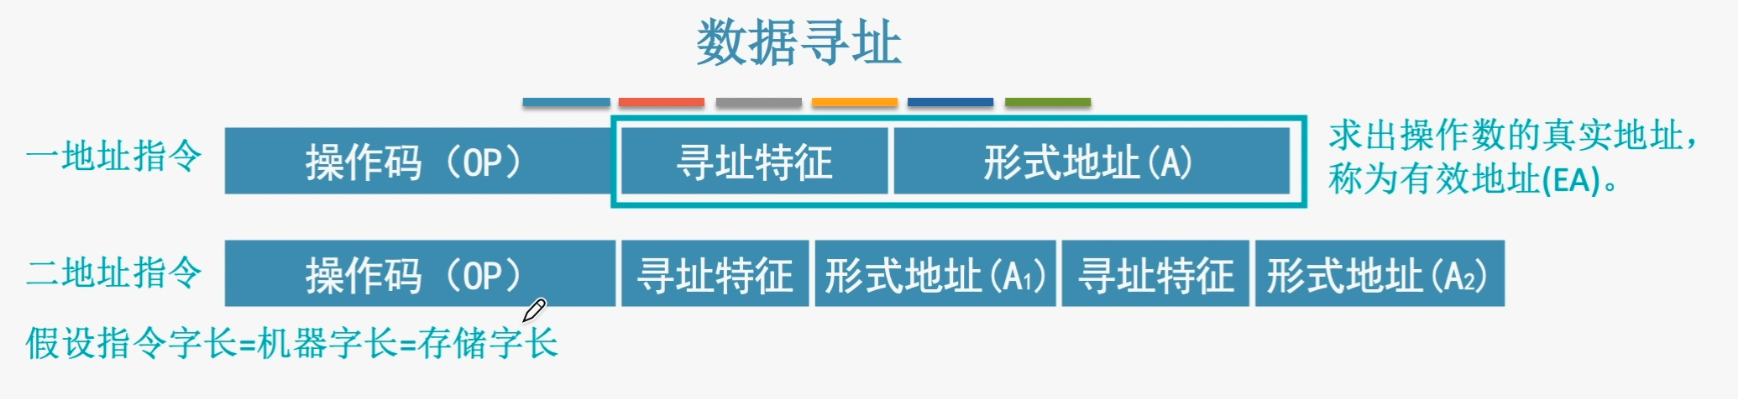 数据寻址
一地址指令 操作码（OP） 寻址特征 形式地址(A) 求出操作数的真实地址，
称为有效地址(EA)。
二地址指令 操作码（OP） 寻址特征 形式地址(A₁) 寻址特征 形式地址(A₂)
假设指令字长=机器字长=存储字长